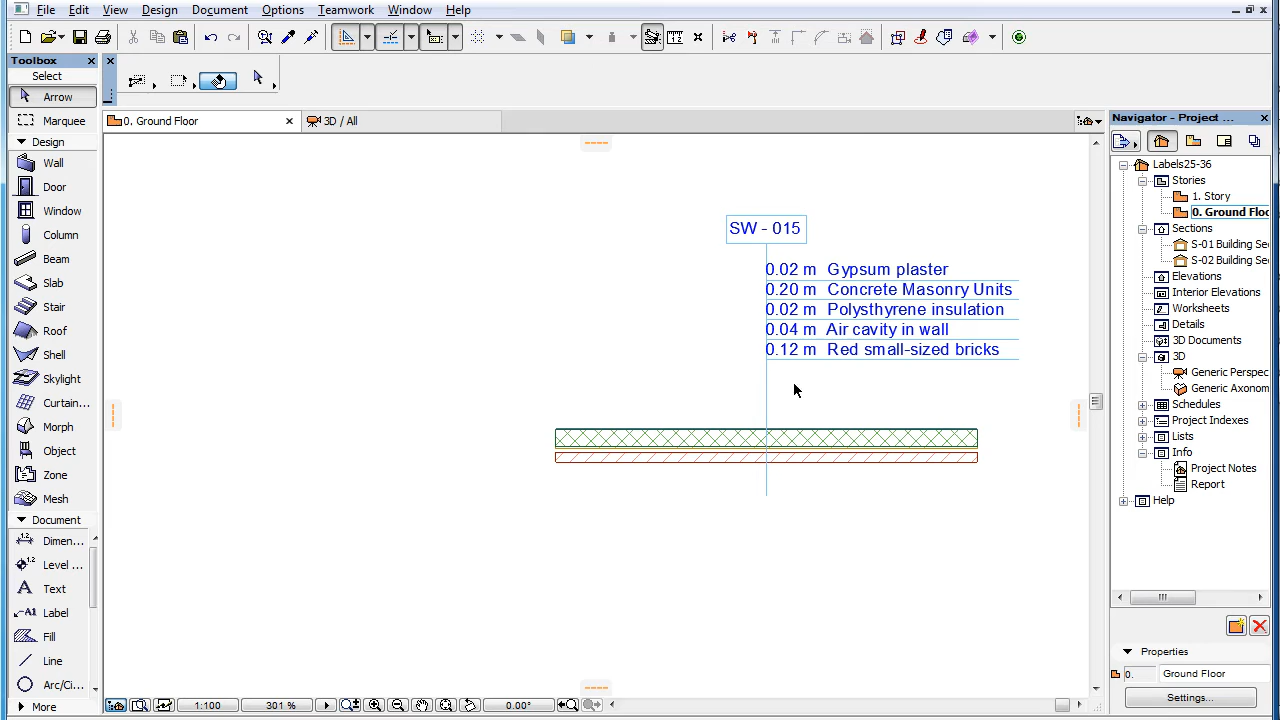 File Edit View Design Document Options Teamwork Window Help
Toolbox
Select
Arrow
Marquee
Design
Wall
Door
Window
Column
Beam
Slab
Stair
Roof
Shell
Skylight
Curtain...
Morph
Object
Zone
Mesh
Document
Dimen...
Level ...
A Text
A1 Label
Fill
Line
Arc/Ci...
More
0. Ground Floor
3D / All
SW - 015
0.02 m Gypsum plaster
0.20 m Concrete Masonry Units
0.02 m Polysthyrene insulation
0.04 m Air cavity in wall
0.12 m Red small-sized bricks
1:100
301 %
0.00°
Navigator - Project ...
Labels25-36
Stories
1. Story
0. Ground Floo
Sections
S-01 Building Se
S-02 Building Se
Elevations
Interior Elevations
Worksheets
Details
3D Documents
3D
Generic Perspec
Generic Axonom
Schedules
Project Indexes
Lists
Info
Project Notes
Report
Help
Properties
0.
Ground Floor
Settings...